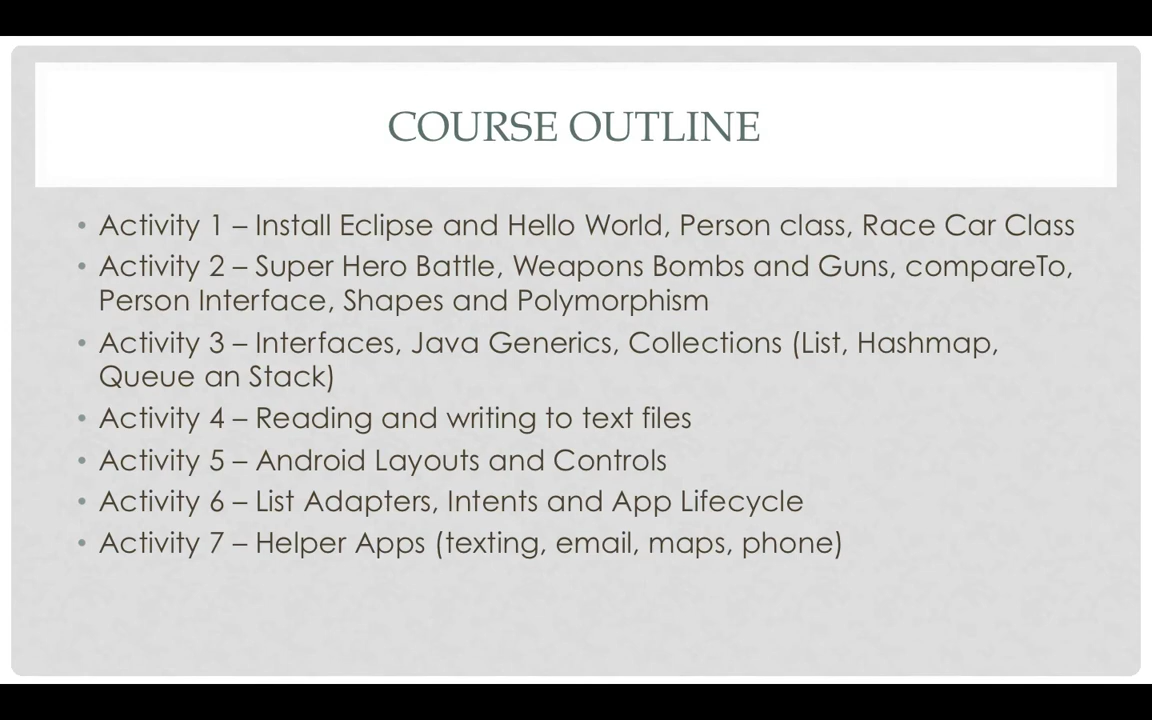 COURSE OUTLINE
• Activity 1 – Install Eclipse and Hello World, Person class, Race Car Class
• Activity 2 – Super Hero Battle, Weapons Bombs and Guns, compareTo,
Person Interface, Shapes and Polymorphism
• Activity 3 – Interfaces, Java Generics, Collections (List, Hashmap,
Queue an Stack)
• Activity 4 – Reading and writing to text files
• Activity 5 – Android Layouts and Controls
• Activity 6 – List Adapters, Intents and App Lifecycle
• Activity 7 – Helper Apps (texting, email, maps, phone)